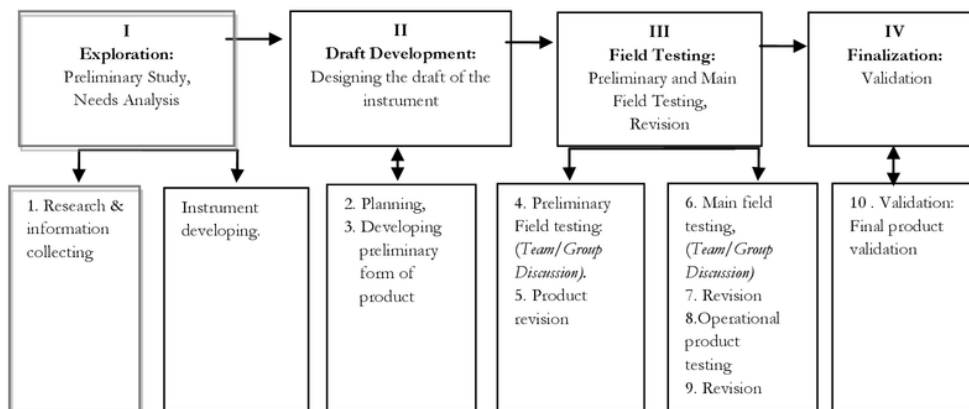 I
Exploration:
Preliminary Study,
Needs Analysis
II
Draft Development:
Designing the draft of the
instrument
III
Field Testing:
Preliminary and Main
Field Testing,
Revision
IV
Finalization:
Validation
1. Research &
information
collecting
Instrument
developing.
2. Planning,
3. Developing
preliminary
form of
product
4. Preliminary
Field testing:
(Team/Group
Discussion).
5. Product
revision
6. Main field
testing,
(Team/Group
Discussion)
7. Revision
8.Operational
product
testing
9. Revision
10 . Validation:
Final product
validation